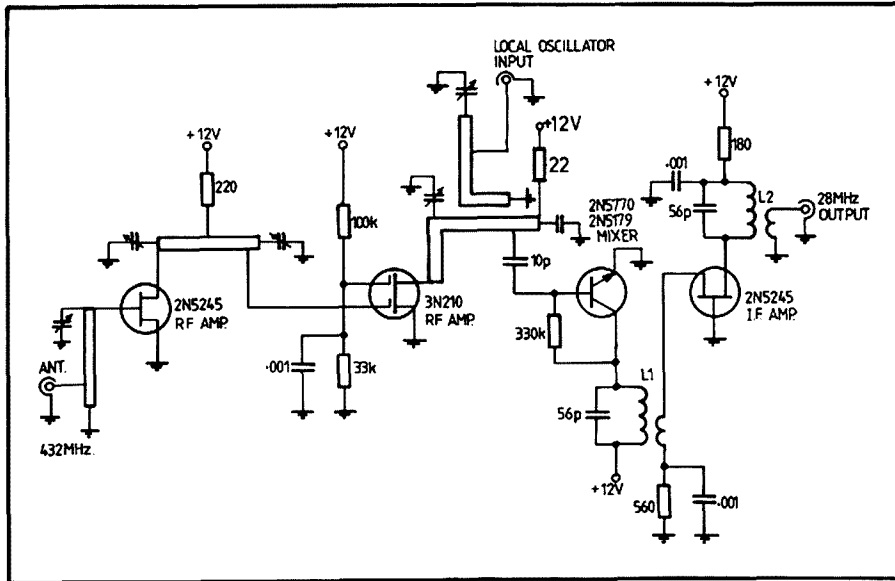 LOCAL OSCILLATOR
INPUT
+12V
+12V
+12V
+12V
220
100k
22
180
.001
56p
L2
28MHz
OUTPUT
2N5770
2N5179
MIXER
10p
2N5245
R.F. AMP.
3N210
RF AMP.
2N5245
I.F. AMP.
330k
.001
33k
ANT.
432MHz.
L1
56p
+12V
560
.001